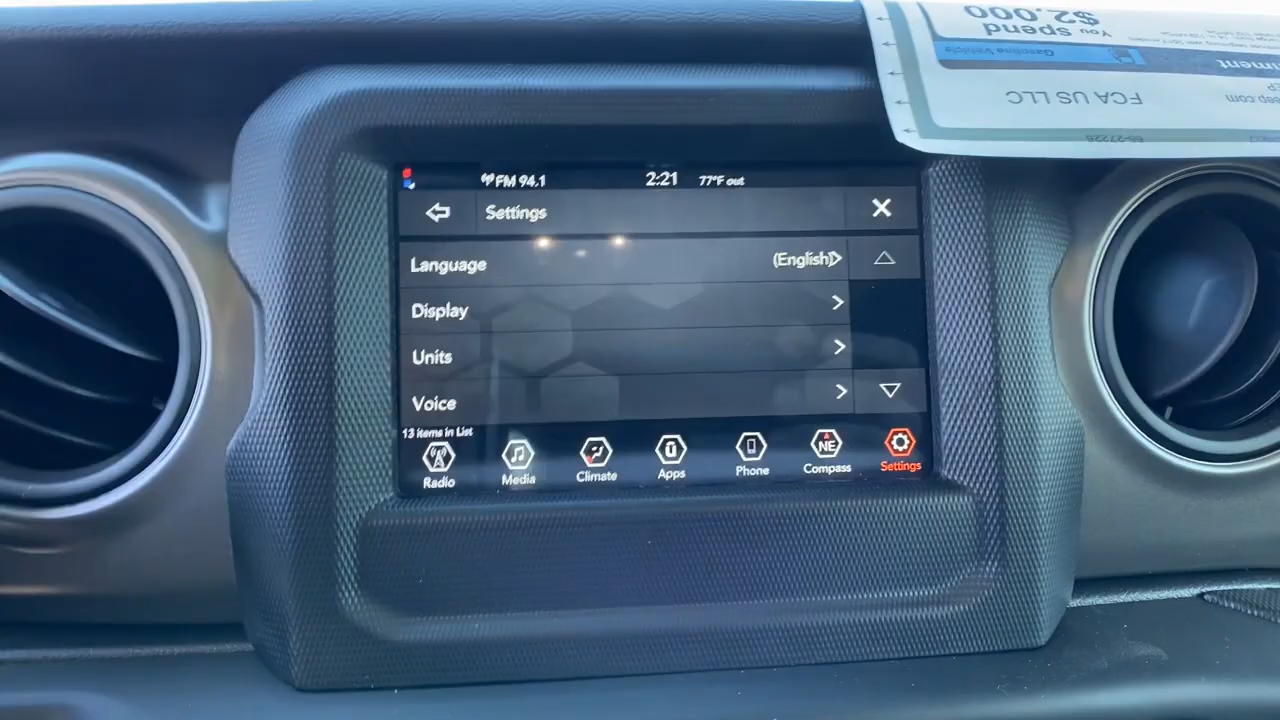 $2,000
You spend
Gasoline Vehicle
FCA US LLC
FM 94.1
2:21
77°F out
Settings
X
Language
(English)
Display
Units
Voice
13 items in List
Radio
Media
Climate
Apps
Phone
NE
Compass
Settings